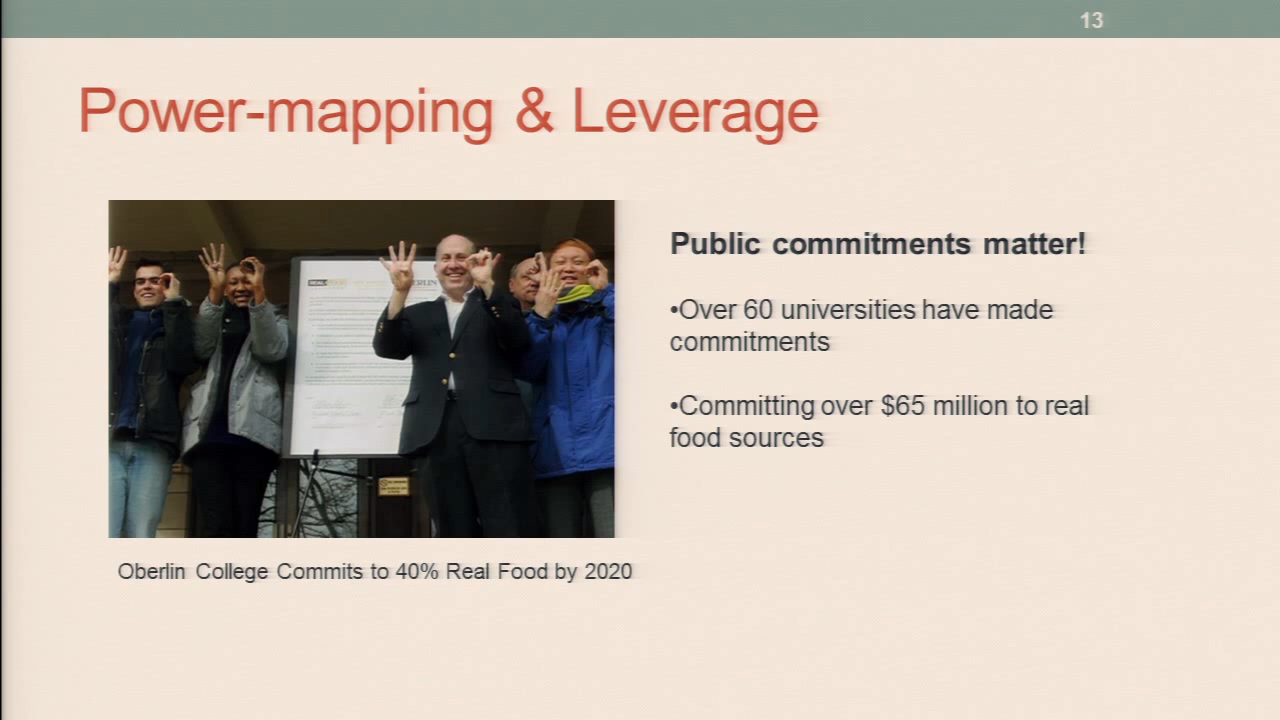 13
Power-mapping & Leverage
Public commitments matter!
•Over 60 universities have made
commitments
•Committing over $65 million to real
food sources
Oberlin College Commits to 40% Real Food by 2020